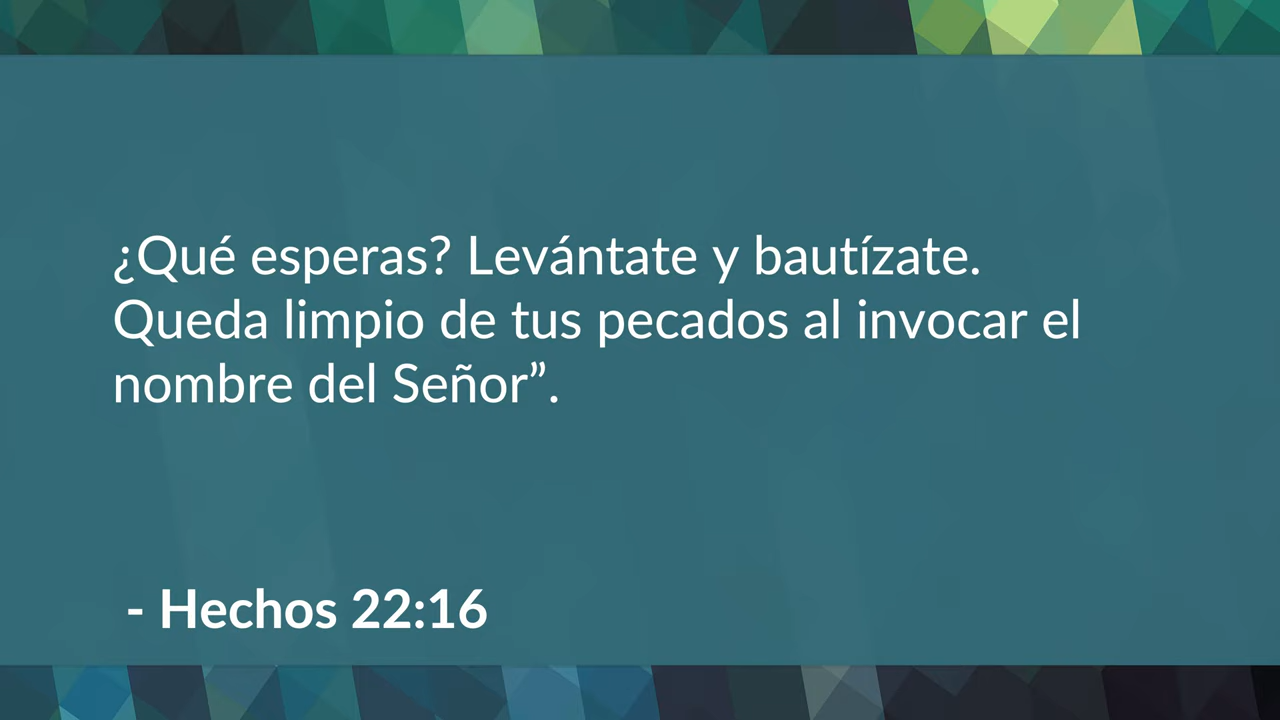 ¿Qué esperas? Levántate y bautízate.
Queda limpio de tus pecados al invocar el
nombre del Señor”.
- Hechos 22:16